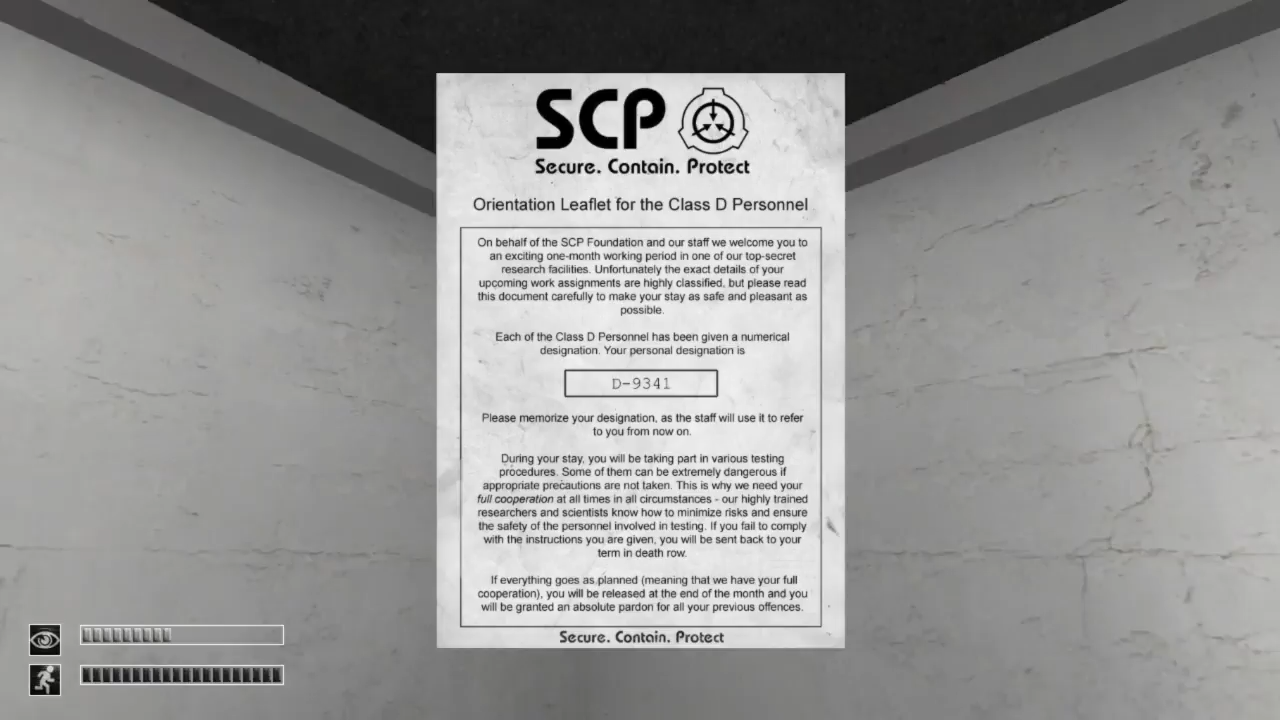 SCP
Secure. Contain. Protect
Orientation Leaflet for the Class D Personnel
On behalf of the SCP Foundation and our staff we welcome you to
an exciting one-month working period in one of our top-secret
research facilities. Unfortunately the exact details of your
upcoming work assignments are highly classified, but please read
this document carefully to make your stay as safe and pleasant as
possible.
Each of the Class D Personnel has been given a numerical
designation. Your personal designation is
D-9341
Please memorize your designation, as the staff will use it to refer
to you from now on.
During your stay, you will be taking part in various testing
procedures. Some of them can be extremely dangerous if
appropriate precautions are not taken. This is why we need your
full cooperation at all times in all circumstances - our highly trained
researchers and scientists know how to minimize risks and ensure
the safety of the personnel involved in testing. If you fail to comply
with the instructions you are given, you will be sent back to your
term in death row.
If everything goes as planned (meaning that we have your full
cooperation), you will be released at the end of the month and you
will be granted an absolute pardon for all your previous offences.
Secure. Contain. Protect